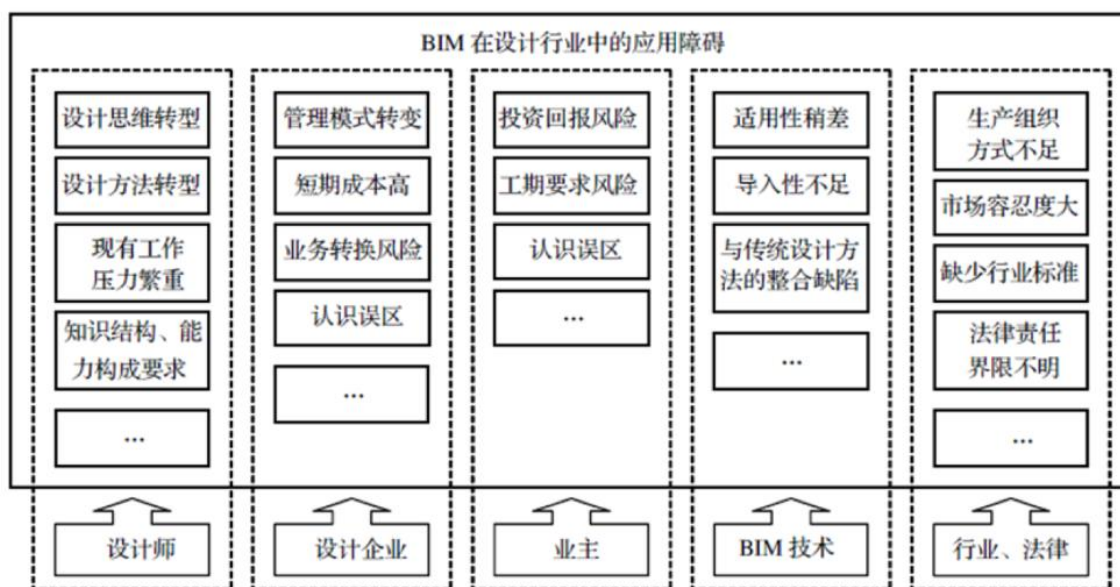 BIM 在设计行业中的应用障碍
设计思维转型
设计方法转型
现有工作
压力繁重
知识结构、能
力构成要求
…
设计师
管理模式转变
短期成本高
业务转换风险
认识误区
…
设计企业
投资回报风险
工期要求风险
认识误区
…
业主
适用性稍差
导入性不足
与传统设计方
法的整合缺陷
…
BIM 技术
生产组织
方式不足
市场容忍度大
缺少行业标准
法律责任
界限不明
…
行业、法律